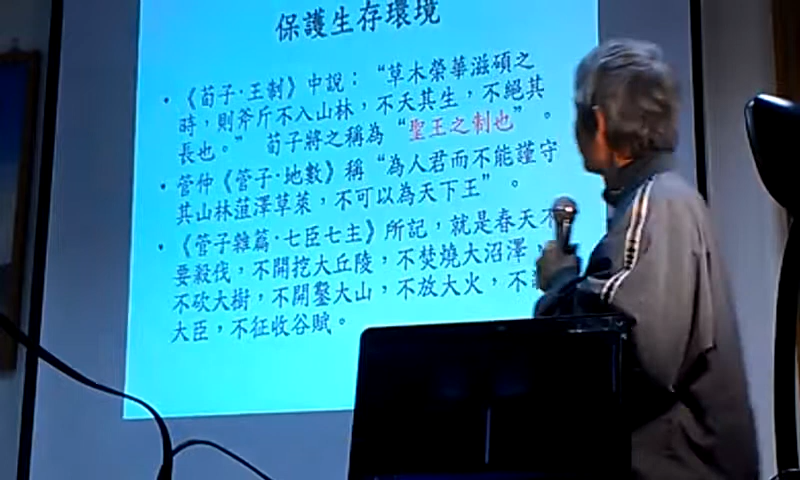 保護生存環境
•《荀子·王制》中說：“草木榮華滋碩之
時，則斧斤不入山林，不夭其生，不絕其
長也。” 荀子將之稱為“聖王之制也”。
•管仲《管子·地數》稱“為人君而不能謹守
其山林菹澤草萊，不可以為天下王”。
•《管子雜篇·七臣七主》所記，就是春天不
要殺伐，不開挖大丘陵，不焚燒大沼澤，
不砍大樹，不開鑿大山，不放大火，不
大臣，不征收谷賦。